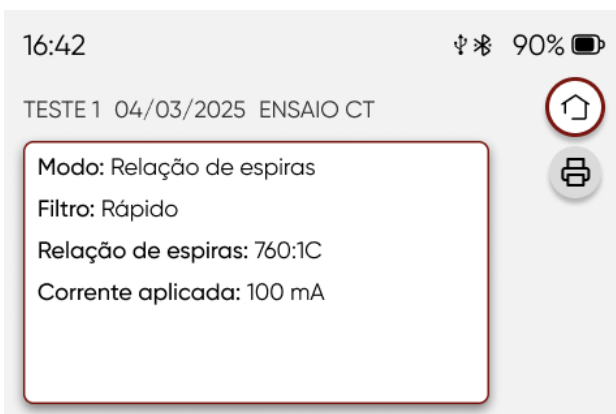 16:42 90%
TESTE 1 04/03/2025 ENSAIO CT
Modo: Relação de espiras
Filtro: Rápido
Relação de espiras: 760:1C
Corrente aplicada: 100 mA